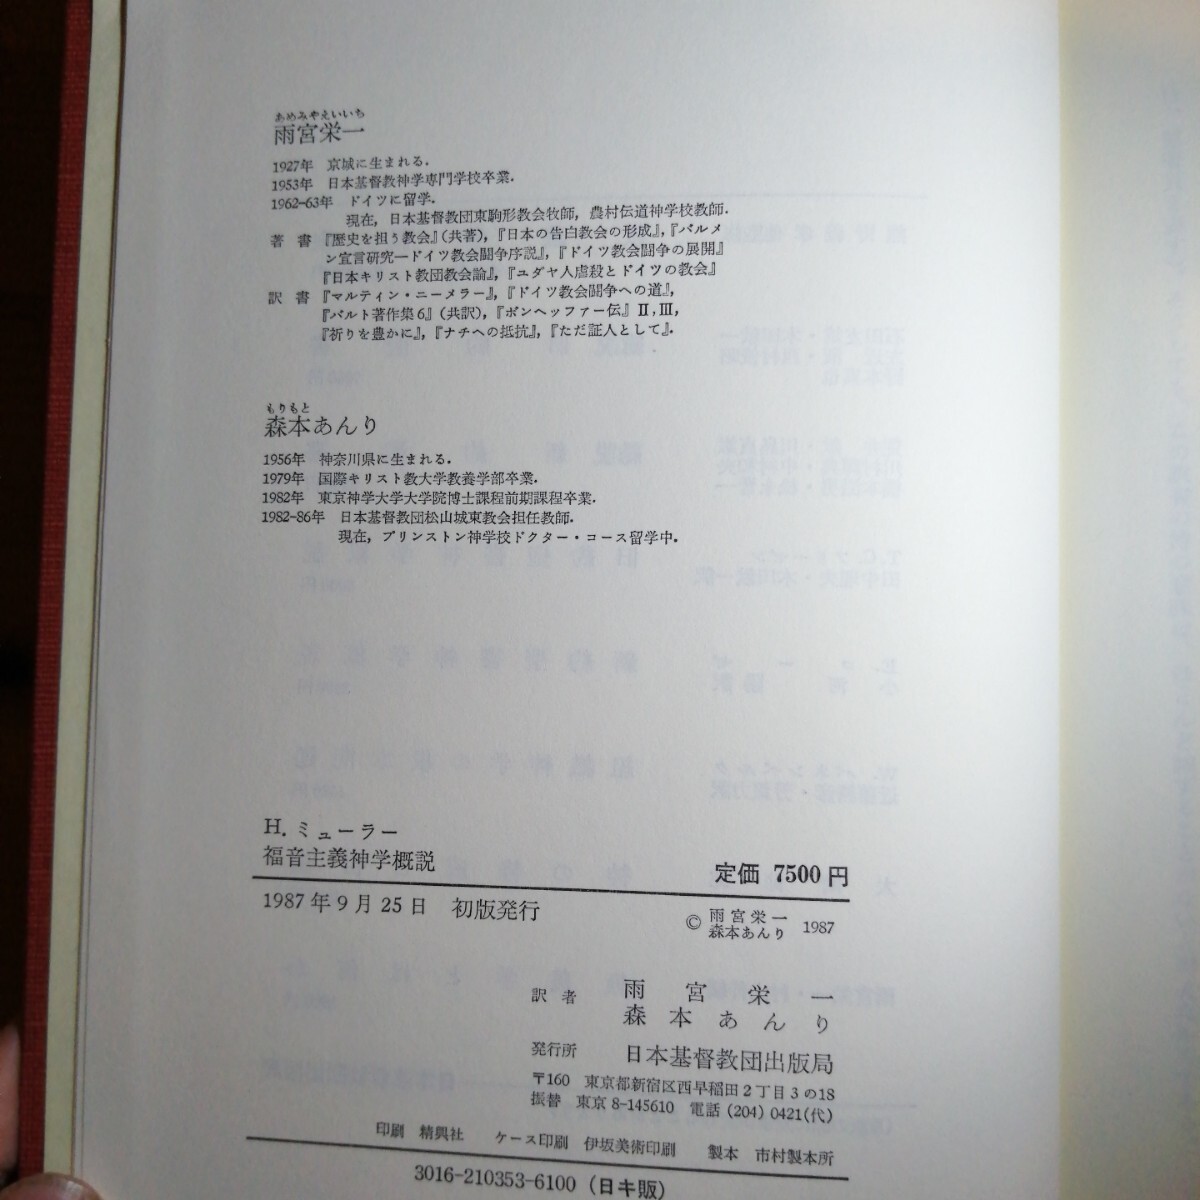 あめみやえいいち
雨宮栄一
1927年 京城に生まれる.
1953年 日本基督教神学専門学校卒業.
1962-63年 ドイツに留学.
現在, 日本基督教団東駒形教会牧師, 農村伝道神学校教師.
著書 『歴史を担う教会』(共著),『日本の告白教会の形成』,『バルメ
ン宣言研究—ドイツ教会闘争序説』,『ドイツ教会闘争の展開』
『日本キリスト教団教会論』,『ユダヤ人虐殺とドイツの教会』
訳書 『マルティン・ニーメラー』,『ドイツ教会闘争への道』,
『バルト著作集6』(共訳),『ボンヘッファー伝』Ⅱ,Ⅲ,
『祈りを豊かに』,『ナチへの抵抗』,『ただ証人として』.
もりもと
森本あんり
1956年 神奈川県に生まれる.
1979年 国際キリスト教大学教養学部卒業.
1982年 東京神学大学大学院博士課程前期課程卒業.
1982-86年 日本基督教団松山城東教会担任教師.
現在, プリンストン神学校ドクター・コース留学中.
H. ミューラー
福音主義神学概説 定価 7500円
1987年9月25日 初版発行
© 雨宮栄一 森本あんり 1987
訳者 雨宮栄一
森本あんり
発行所 日本基督教団出版局
〒160 東京都新宿区西早稲田2丁目3の18
振替 東京8-145610 電話(204)0421(代)
印刷 精興社 ケース印刷 伊坂美術印刷 製本 市村製本所
3016-210353-6100(日キ販)